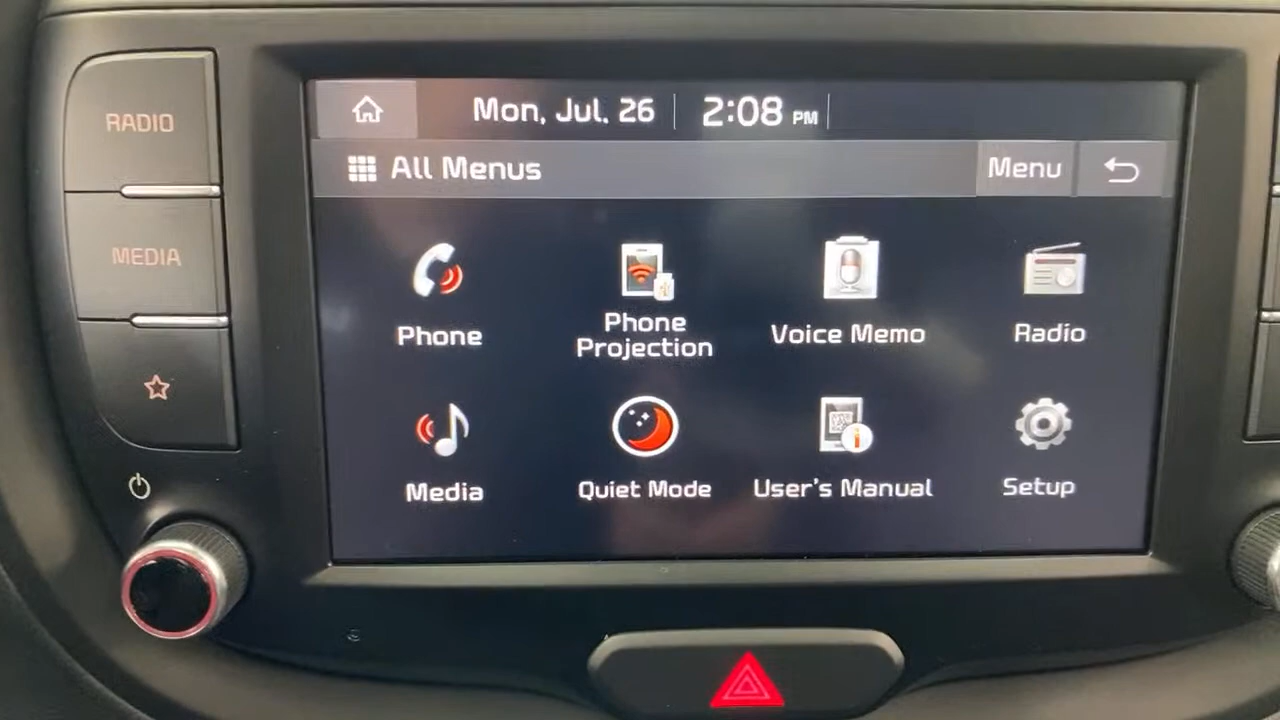 RADIO
MEDIA
Mon, Jul. 26
2:08 PM
All Menus
Menu
Phone
Phone
Projection
Voice Memo
Radio
Media
Quiet Mode
User's Manual
Setup